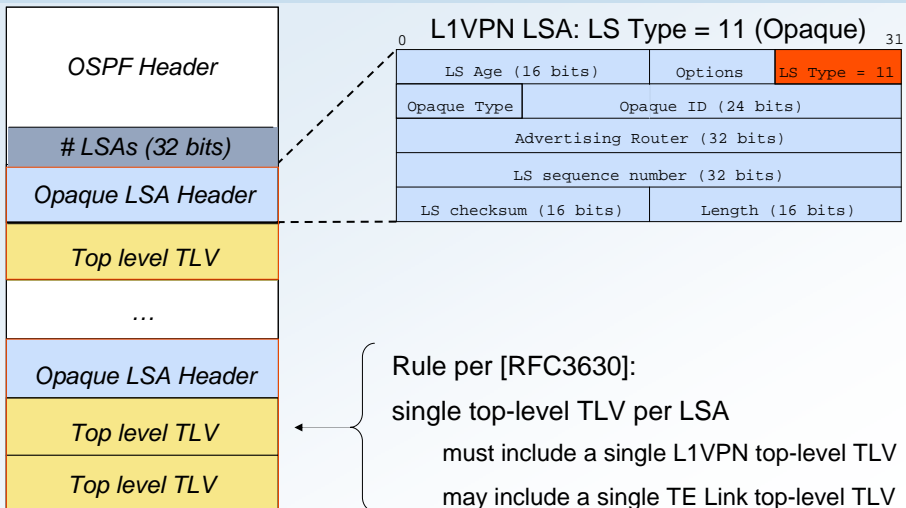 OSPF Header
# LSAs (32 bits)
Opaque LSA Header
Top level TLV
…
Opaque LSA Header
Top level TLV
Top level TLV
L1VPN LSA: LS Type = 11 (Opaque)
0 31
LS Age (16 bits) Options LS Type = 11
Opaque Type Opaque ID (24 bits)
Advertising Router (32 bits)
LS sequence number (32 bits)
LS checksum (16 bits) Length (16 bits)
Rule per [RFC3630]:
single top-level TLV per LSA
must include a single L1VPN top-level TLV
may include a single TE Link top-level TLV